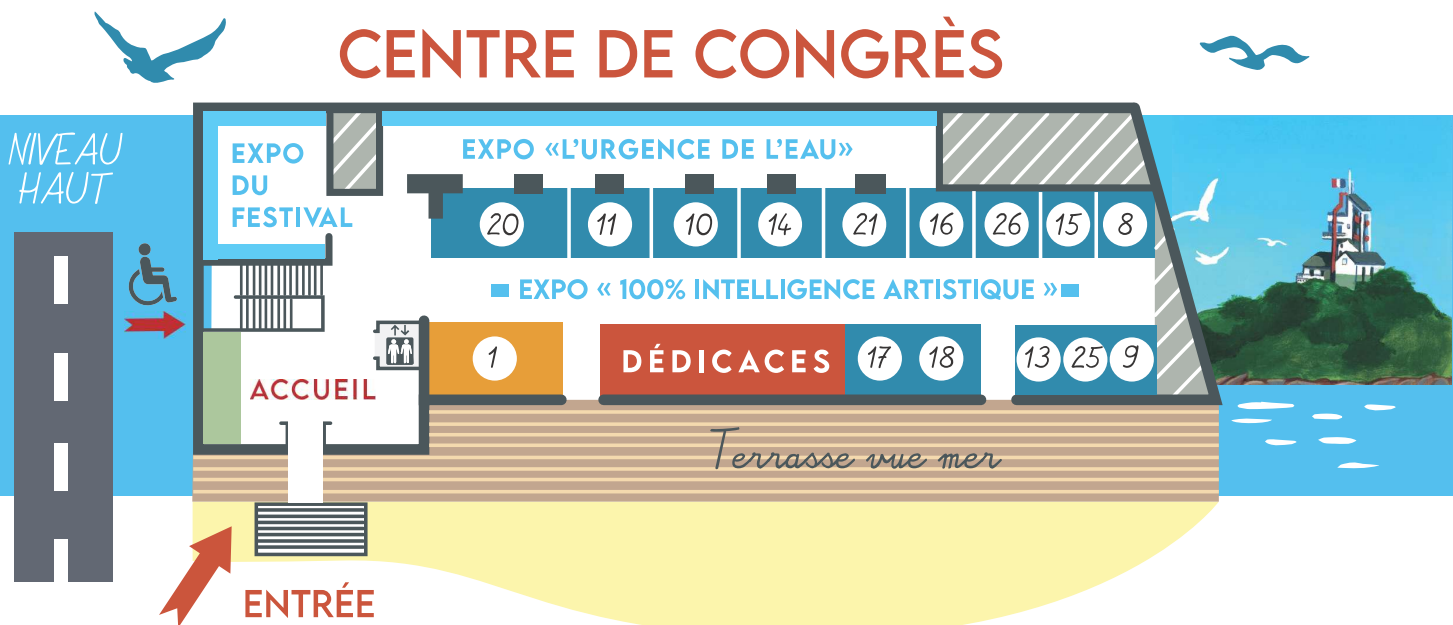 CENTRE DE CONGRÈS
NIVEAU
HAUT
EXPO
DU
FESTIVAL
EXPO «L'URGENCE DE L'EAU»
20 11 10 14 21 16 26 15 8
EXPO « 100% INTELLIGENCE ARTISTIQUE »
1 DÉDICACES 17 18 13 25 9
ACCUEIL
Terrasse vue mer
ENTRÉE